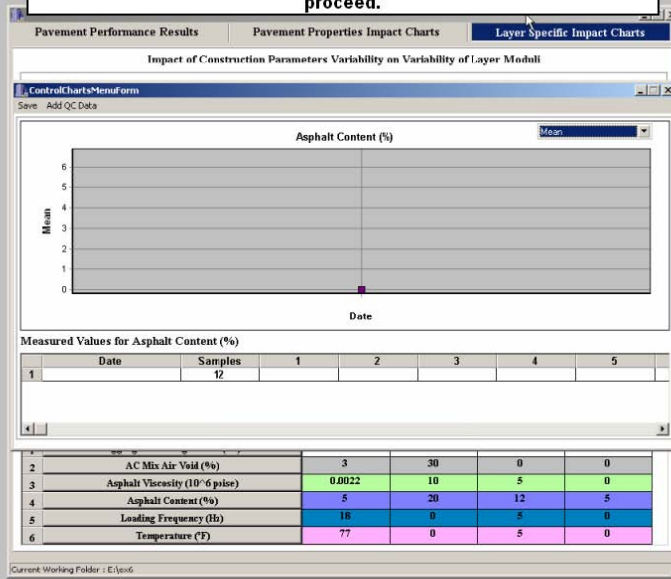 proceed.
Pavement Performance Results Pavement Properties Impact Charts Layer Specific Impact Charts
Impact of Construction Parameters Variability on Variability of Layer Moduli
ControlChartsMenuForm
Save Add QC Data
Asphalt Content (%)
Mean
6
5
4
3
2
1
0
Mean
Date
Measured Values for Asphalt Content (%)
Date Samples 1 2 3 4 5
1 12
2 AC Mix Air Void (%) 3 30 0 0
3 Asphalt Viscosity (10^6 poise) 0.0022 10 5 0
4 Asphalt Content (%) 5 20 12 5
5 Loading Frequency (Hz) 18 0 5 0
6 Temperature (°F) 77 0 5 0
Current Working Folder : E:\ex6